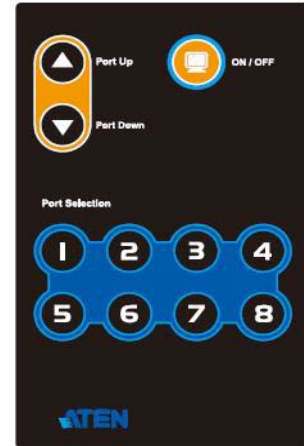 Port Up
ON / OFF
Port Down
Port Selection
1 2 3 4
5 6 7 8
ATEN